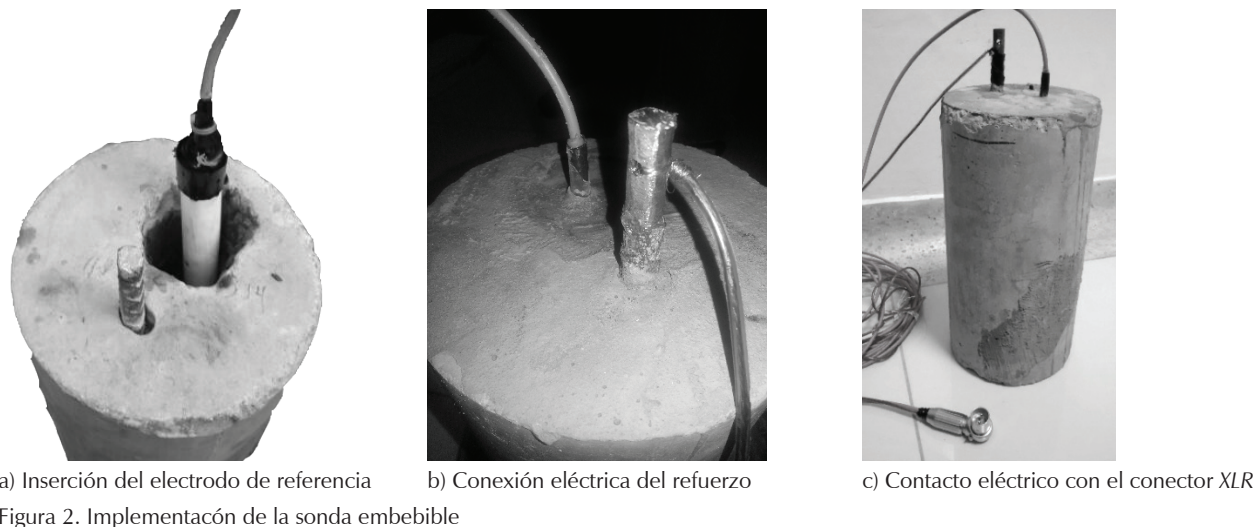 a) Inserción del electrodo de referencia
b) Conexión eléctrica del refuerzo
c) Contacto eléctrico con el conector XLR
Figura 2. Implementacón de la sonda embebible